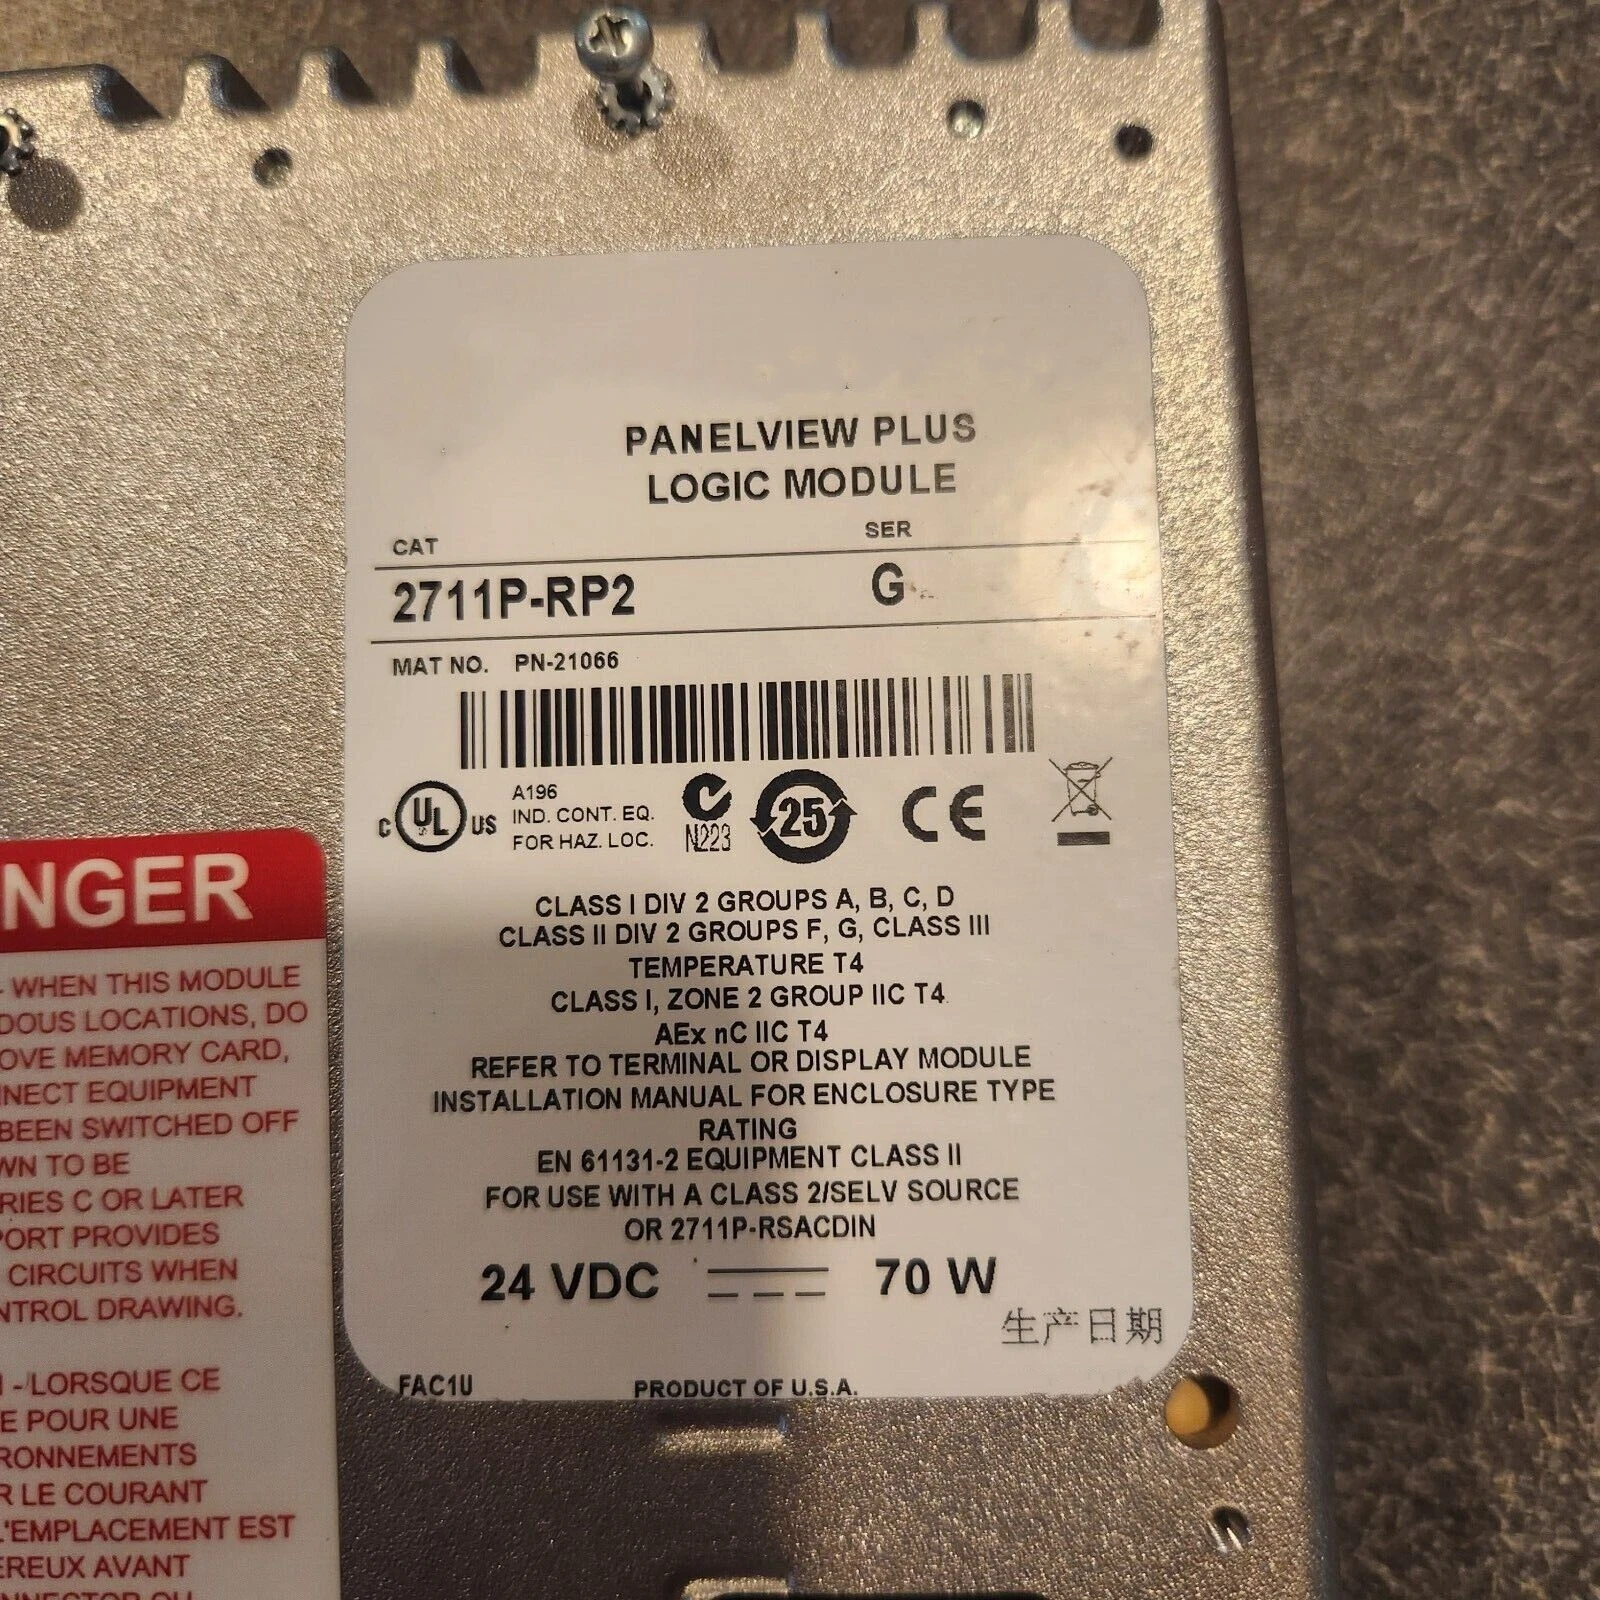 PANELVIEW PLUS
LOGIC MODULE
CAT SER
2711P-RP2 G
MAT NO. PN-21066
C UL US
A196
IND. CONT. EQ.
FOR HAZ. LOC.
N223
25
CE
CLASS I DIV 2 GROUPS A, B, C, D
CLASS II DIV 2 GROUPS F, G, CLASS III
TEMPERATURE T4
CLASS I, ZONE 2 GROUP IIC T4
AEx nC IIC T4
REFER TO TERMINAL OR DISPLAY MODULE
INSTALLATION MANUAL FOR ENCLOSURE TYPE
RATING
EN 61131-2 EQUIPMENT CLASS II
FOR USE WITH A CLASS 2/SELV SOURCE
OR 2711P-RSACDIN
24 VDC 70 W
生产日期
FAC1U PRODUCT OF U.S.A.
NGER
- WHEN THIS MODULE
DOUS LOCATIONS, DO
OVE MEMORY CARD,
NNECT EQUIPMENT
BEEN SWITCHED OFF
WN TO BE
RIES C OR LATER
PORT PROVIDES
CIRCUITS WHEN
NTROL DRAWING.
- LORSQUE CE
E POUR UNE
RONNEMENTS
R LE COURANT
L'EMPLACEMENT EST
EREUX AVANT
NNECTOR OU